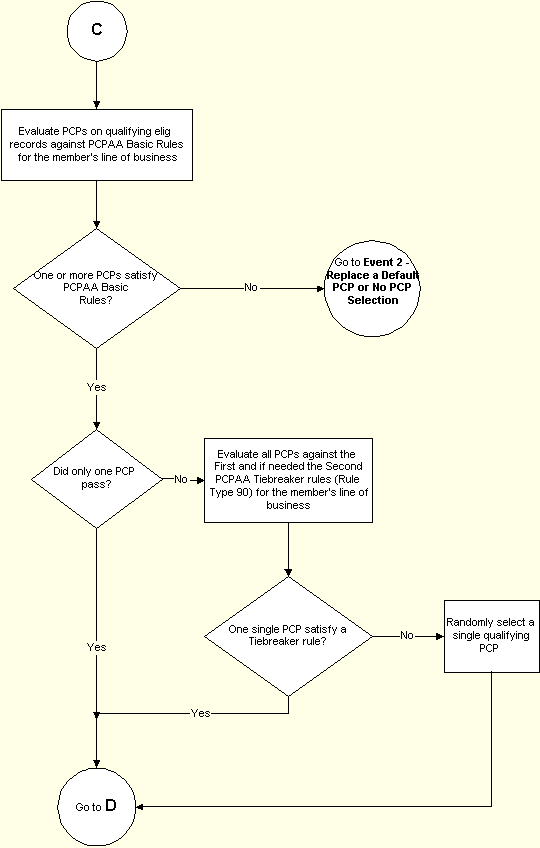 C
Evaluate PCPs on qualifying elig
records against PCPAA Basic Rules
for the member's line of business
One or more PCPs satisfy
PCPAA Basic
Rules?
No
Go to Event 2 -
Replace a Default
PCP or No PCP
Selection
Yes
Did only one PCP
pass?
No
Evaluate all PCPs against the
First and if needed the Second
PCPAA Tiebreaker rules (Rule
Type 90) for the member's line of
business
One single PCP satisfy a
Tiebreaker rule?
No
Randomly select a
single qualifying
PCP
Yes
Yes
Go to D